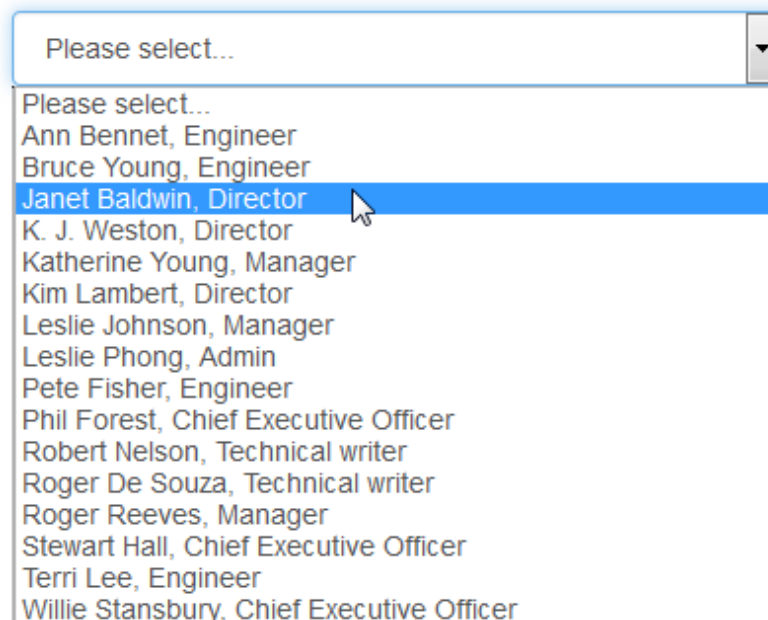 Please select...
Please select...
Ann Bennet, Engineer
Bruce Young, Engineer
Janet Baldwin, Director
K. J. Weston, Director
Katherine Young, Manager
Kim Lambert, Director
Leslie Johnson, Manager
Leslie Phong, Admin
Pete Fisher, Engineer
Phil Forest, Chief Executive Officer
Robert Nelson, Technical writer
Roger De Souza, Technical writer
Roger Reeves, Manager
Stewart Hall, Chief Executive Officer
Terri Lee, Engineer
Willie Stansbury, Chief Executive Officer